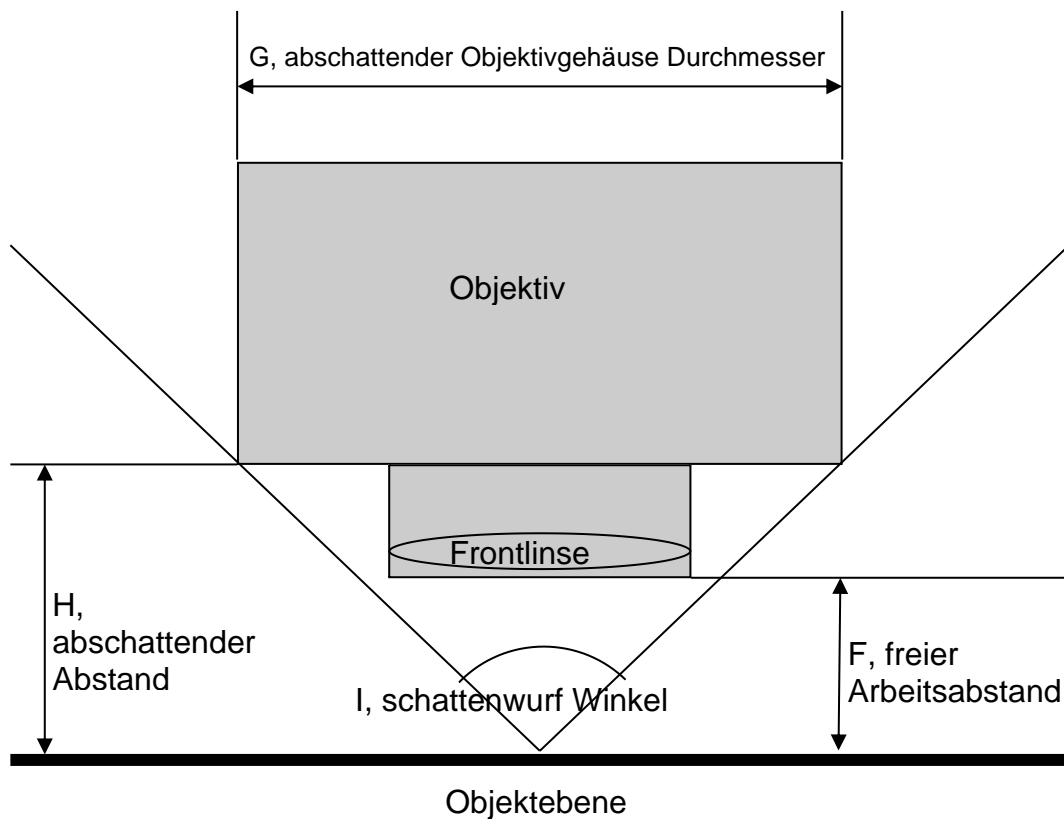 G, abschattender Objektivgehäuse Durchmesser
Objektiv
Frontlinse
H,
abschattender
Abstand
F, freier
Arbeitsabstand
I, schattenwurf Winkel
Objektebene